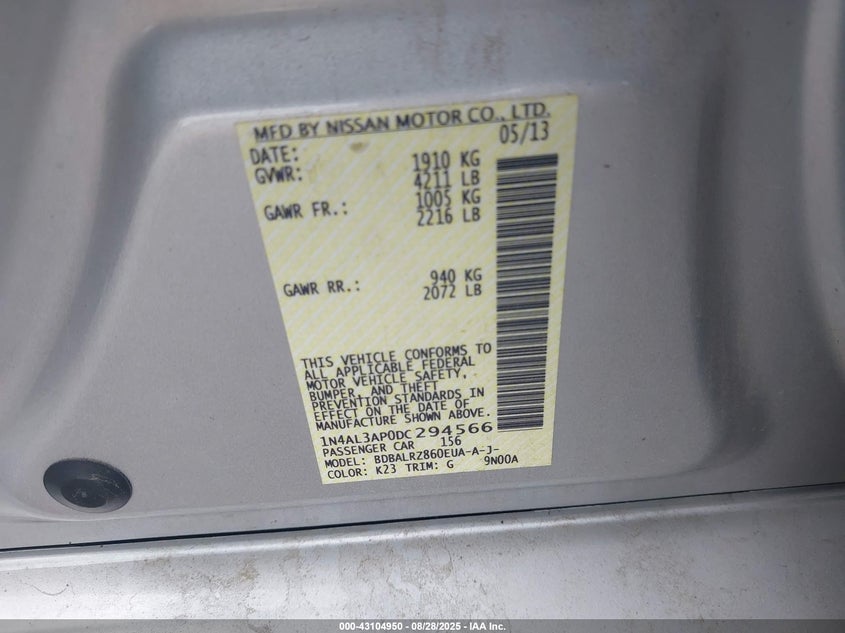 MFD BY NISSAN MOTOR CO., LTD.
DATE: 05/13
GVWR: 1910 KG
4211 LB
GAWR FR.: 1005 KG
2216 LB
GAWR RR.: 940 KG
2072 LB
THIS VEHICLE CONFORMS TO
ALL APPLICABLE FEDERAL
MOTOR VEHICLE SAFETY,
BUMPER, AND THEFT
PREVENTION STANDARDS IN
EFFECT ON THE DATE OF
MANUFACTURE SHOWN ABOVE.
1N4AL3AP0DC294566
PASSENGER CAR 156
MODEL: BDBALRZ860EUA-A-J-
COLOR: K23 TRIM: G 9N00A
000-43104950 - 08/28/2025 - IAA Inc.